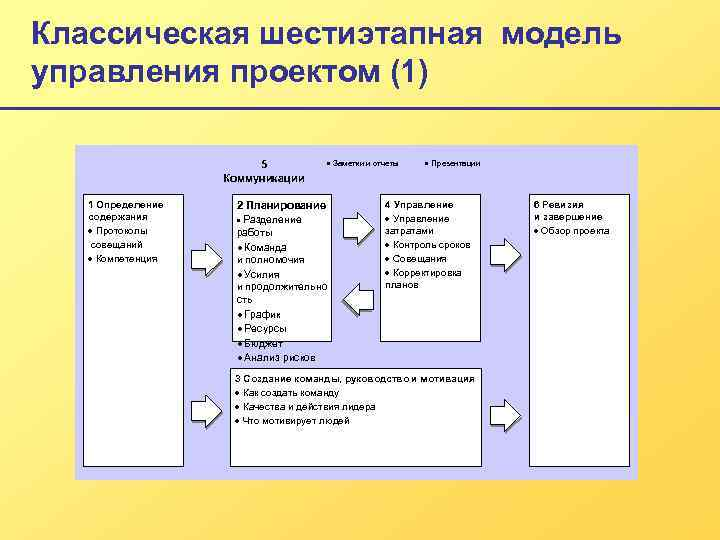 Классическая шестиэтапная модель
управления проектом (1)
5
Коммуникации
• Заметки и отчеты • Презентации
1 Определение
содержания
• Протоколы
совещаний
• Компетенция
2 Планирование
• Разделение
работы
• Команда
и полномочия
• Усилия
и продолжительно
сть
• График
• Ресурсы
• Бюджет
• Анализ рисков
4 Управление
• Управление
затратами
• Контроль сроков
• Совещания
• Корректировка
планов
6 Ревизия
и завершение
• Обзор проекта
3 Создание команды, руководство и мотивация
• Как создать команду
• Качества и действия лидера
• Что мотивирует людей